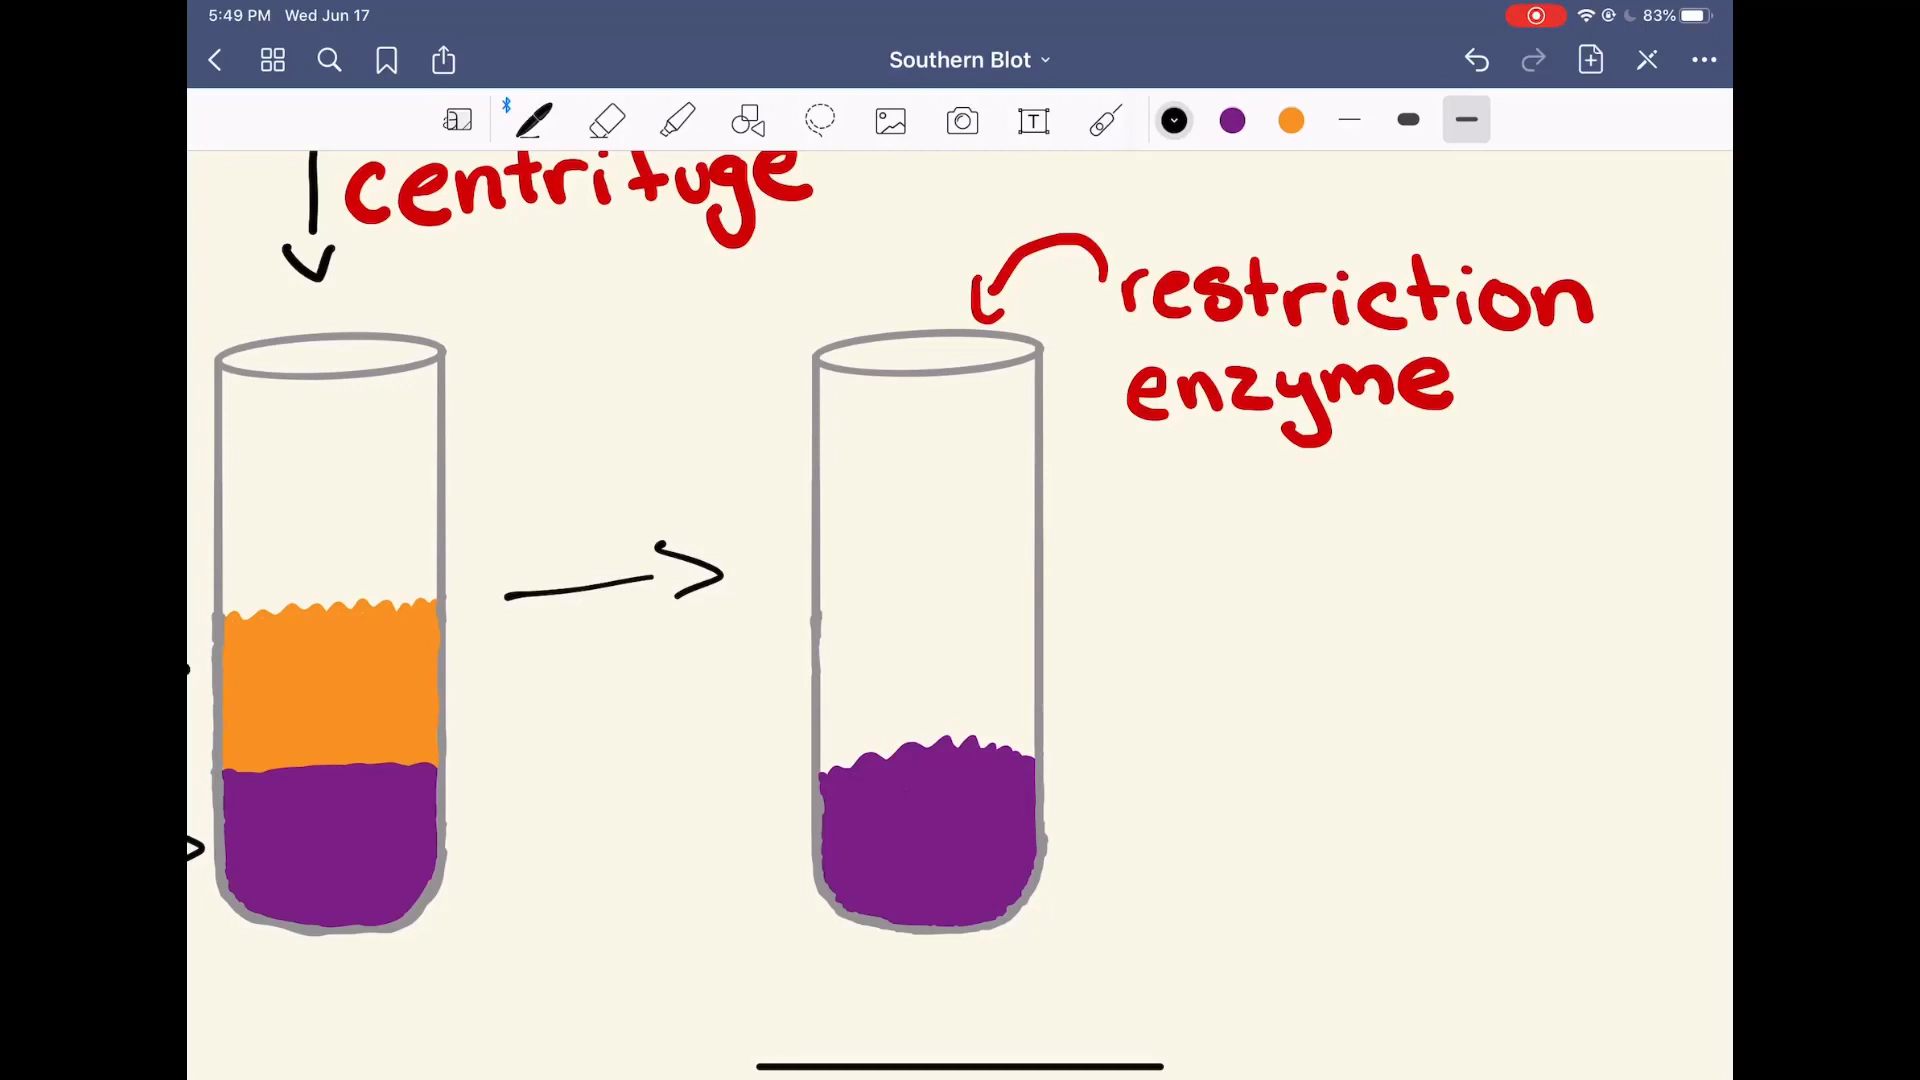 5:49 PM Wed Jun 17 83%
Southern Blot
a
T
centrifuge
restriction
enzyme